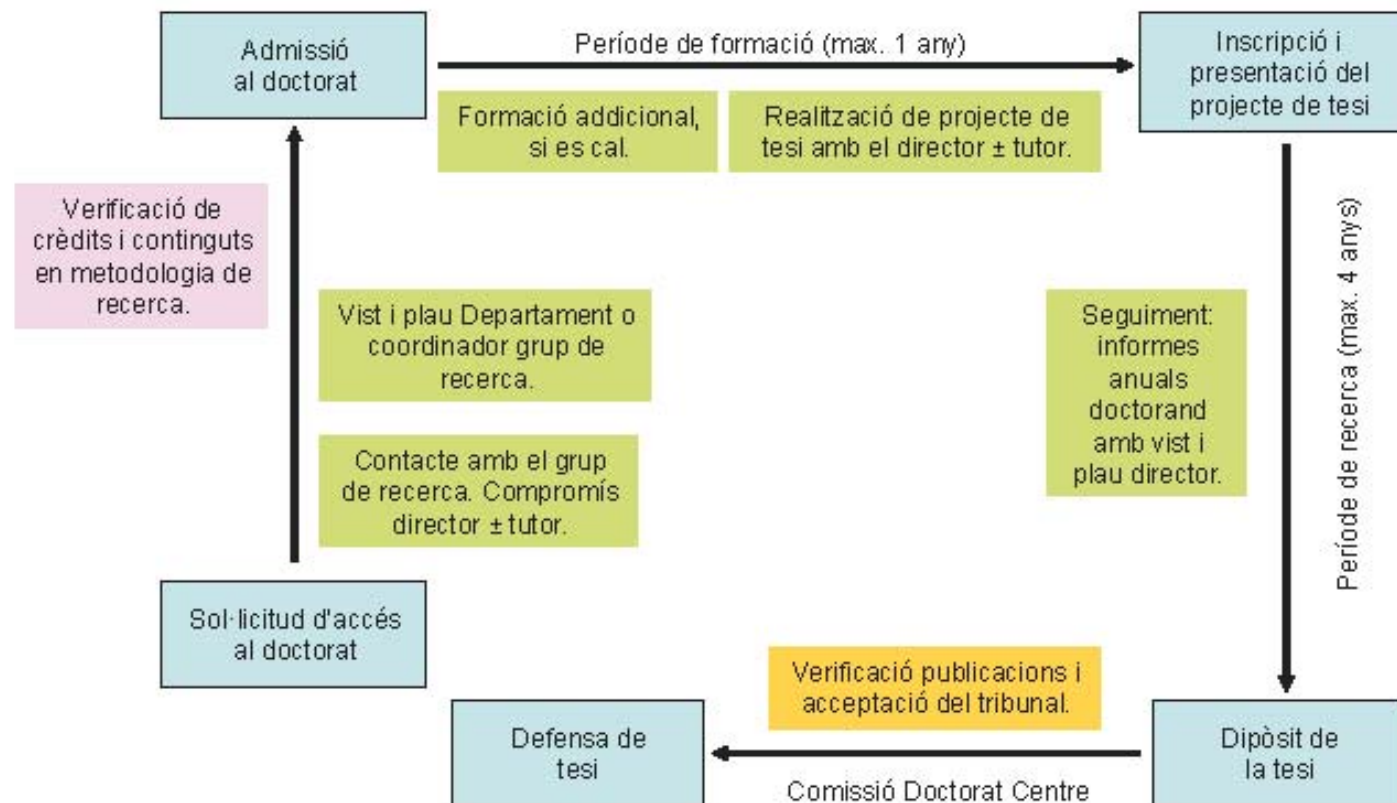 Admissió
al doctorat
Període de formació (max. 1 any)
Inscripció i
presentació del
projecte de tesi
Formació addicional,
si es cal.
Realització de projecte de
tesi amb el director ± tutor.
Verificació de
crèdits i continguts
en metodologia de
recerca.
Vist i plau Departament o
coordinador grup de
recerca.
Contacte amb el grup
de recerca. Compromís
director ± tutor.
Seguiment:
informes
anuals
doctorand
amb vist i
plau director.
Període de recerca (max. 4 anys)
Sol·licitud d'accés
al doctorat
Verificació publicacions i
acceptació del tribunal.
Defensa de
tesi
Comissió Doctorat Centre
Dipòsit de
la tesi